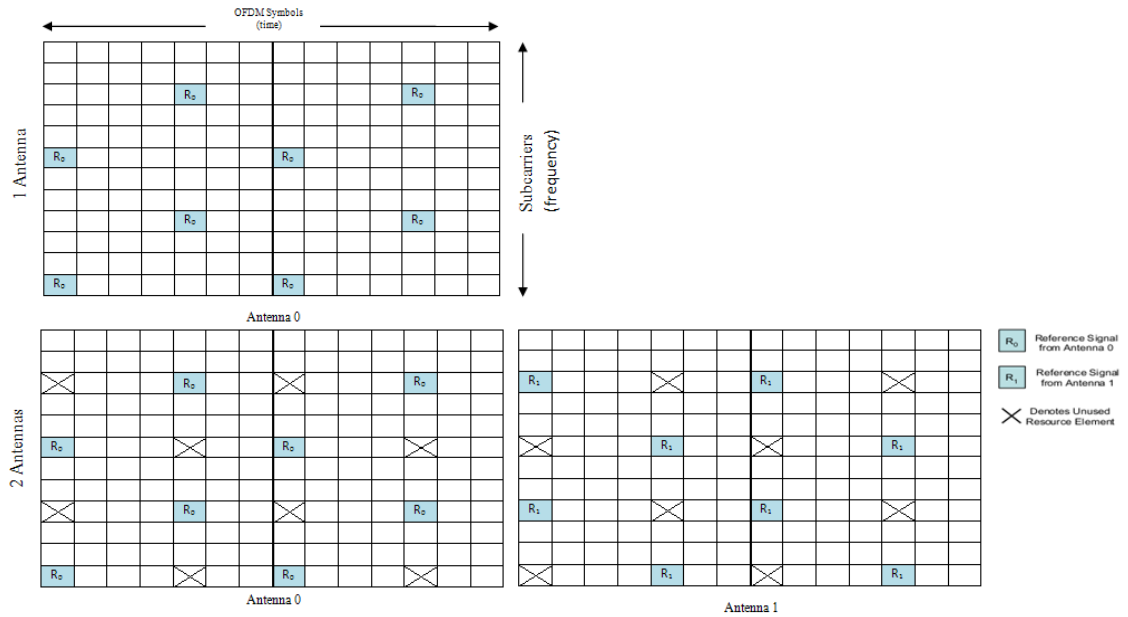 OFDM Symbols
(time)
1 Antenna
R₀ R₀
R₀ R₀
R₀ R₀
R₀ R₀
Subcarriers
(frequency)
Antenna 0
2 Antennas
R₀ R₀
R₀ R₀
R₀ R₀
R₀ R₀
Antenna 0
R₁ R₁
R₁ R₁
R₁ R₁
R₁ R₁
Antenna 1
R₀ Reference Signal
from Antenna 0
R₁ Reference Signal
from Antenna 1
Denotes Unused
Resource Element